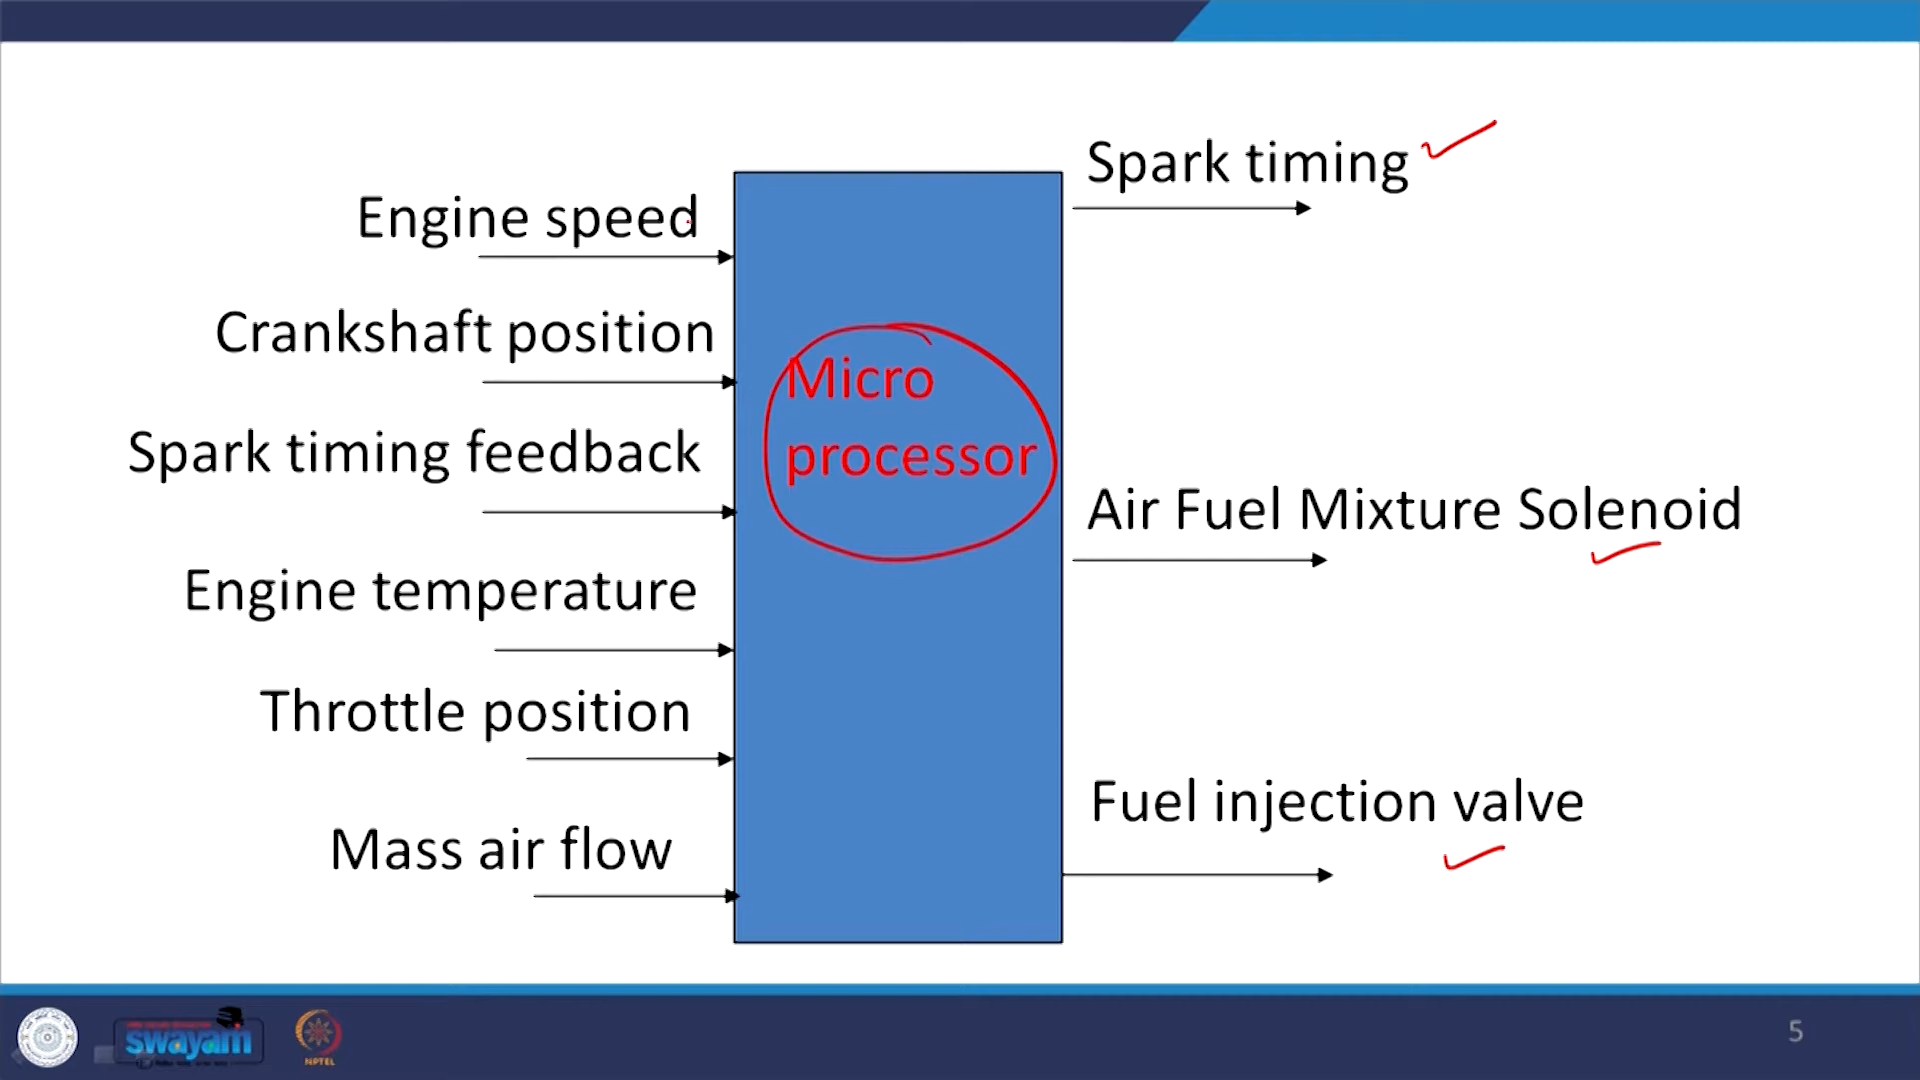 Engine speed
Crankshaft position
Spark timing feedback
Engine temperature
Throttle position
Mass air flow
Micro
processor
Spark timing
Air Fuel Mixture Solenoid
Fuel injection valve
swayam
NPTEL
5